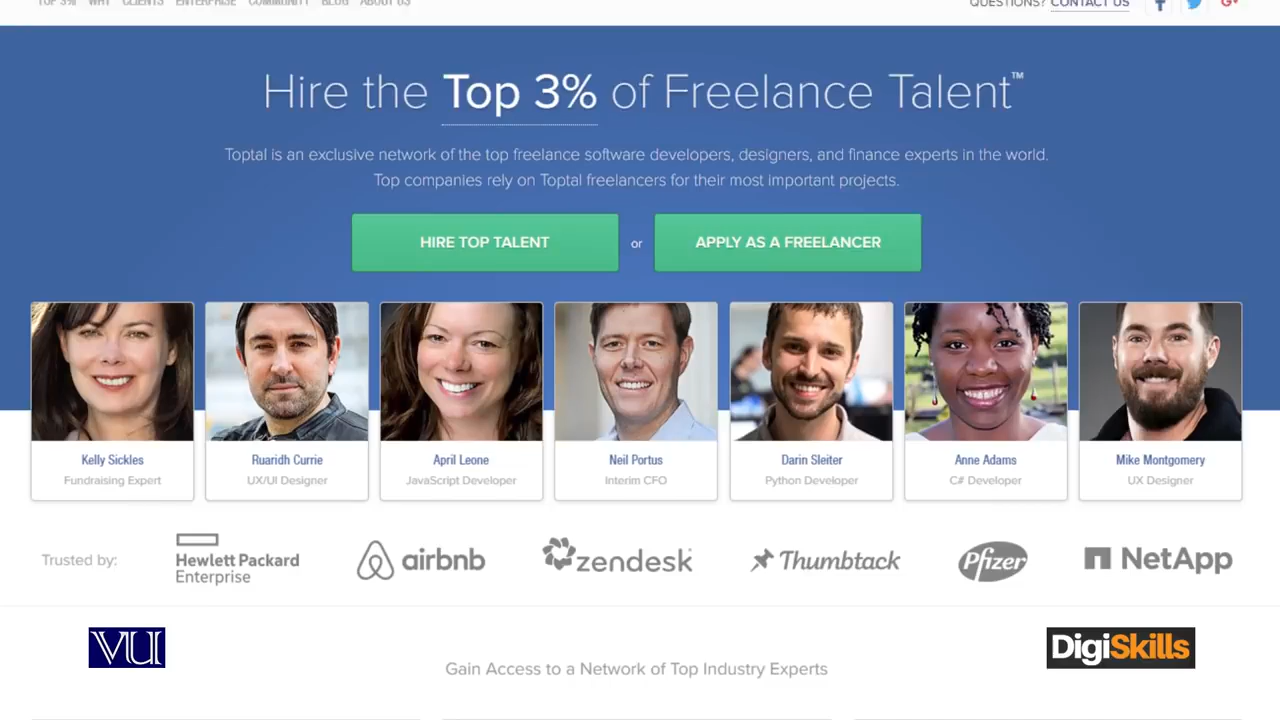 TOP 3% WHY CLIENTS ENTERPRISE COMMUNITY BLOG ABOUT US
QUESTIONS? CONTACT US
Hire the Top 3% of Freelance Talent™
Toptal is an exclusive network of the top freelance software developers, designers, and finance experts in the world.
Top companies rely on Toptal freelancers for their most important projects.
HIRE TOP TALENT or APPLY AS A FREELANCER
Kelly Sickles
Fundraising Expert
Ruaridh Currie
UX/UI Designer
April Leone
JavaScript Developer
Neil Portus
Interim CFO
Darin Sleiter
Python Developer
Anne Adams
C# Developer
Mike Montgomery
UX Designer
Trusted by:
Hewlett Packard
Enterprise
airbnb
zendesk
Thumbtack
Pfizer
NetApp
VU
DigiSkills
Gain Access to a Network of Top Industry Experts